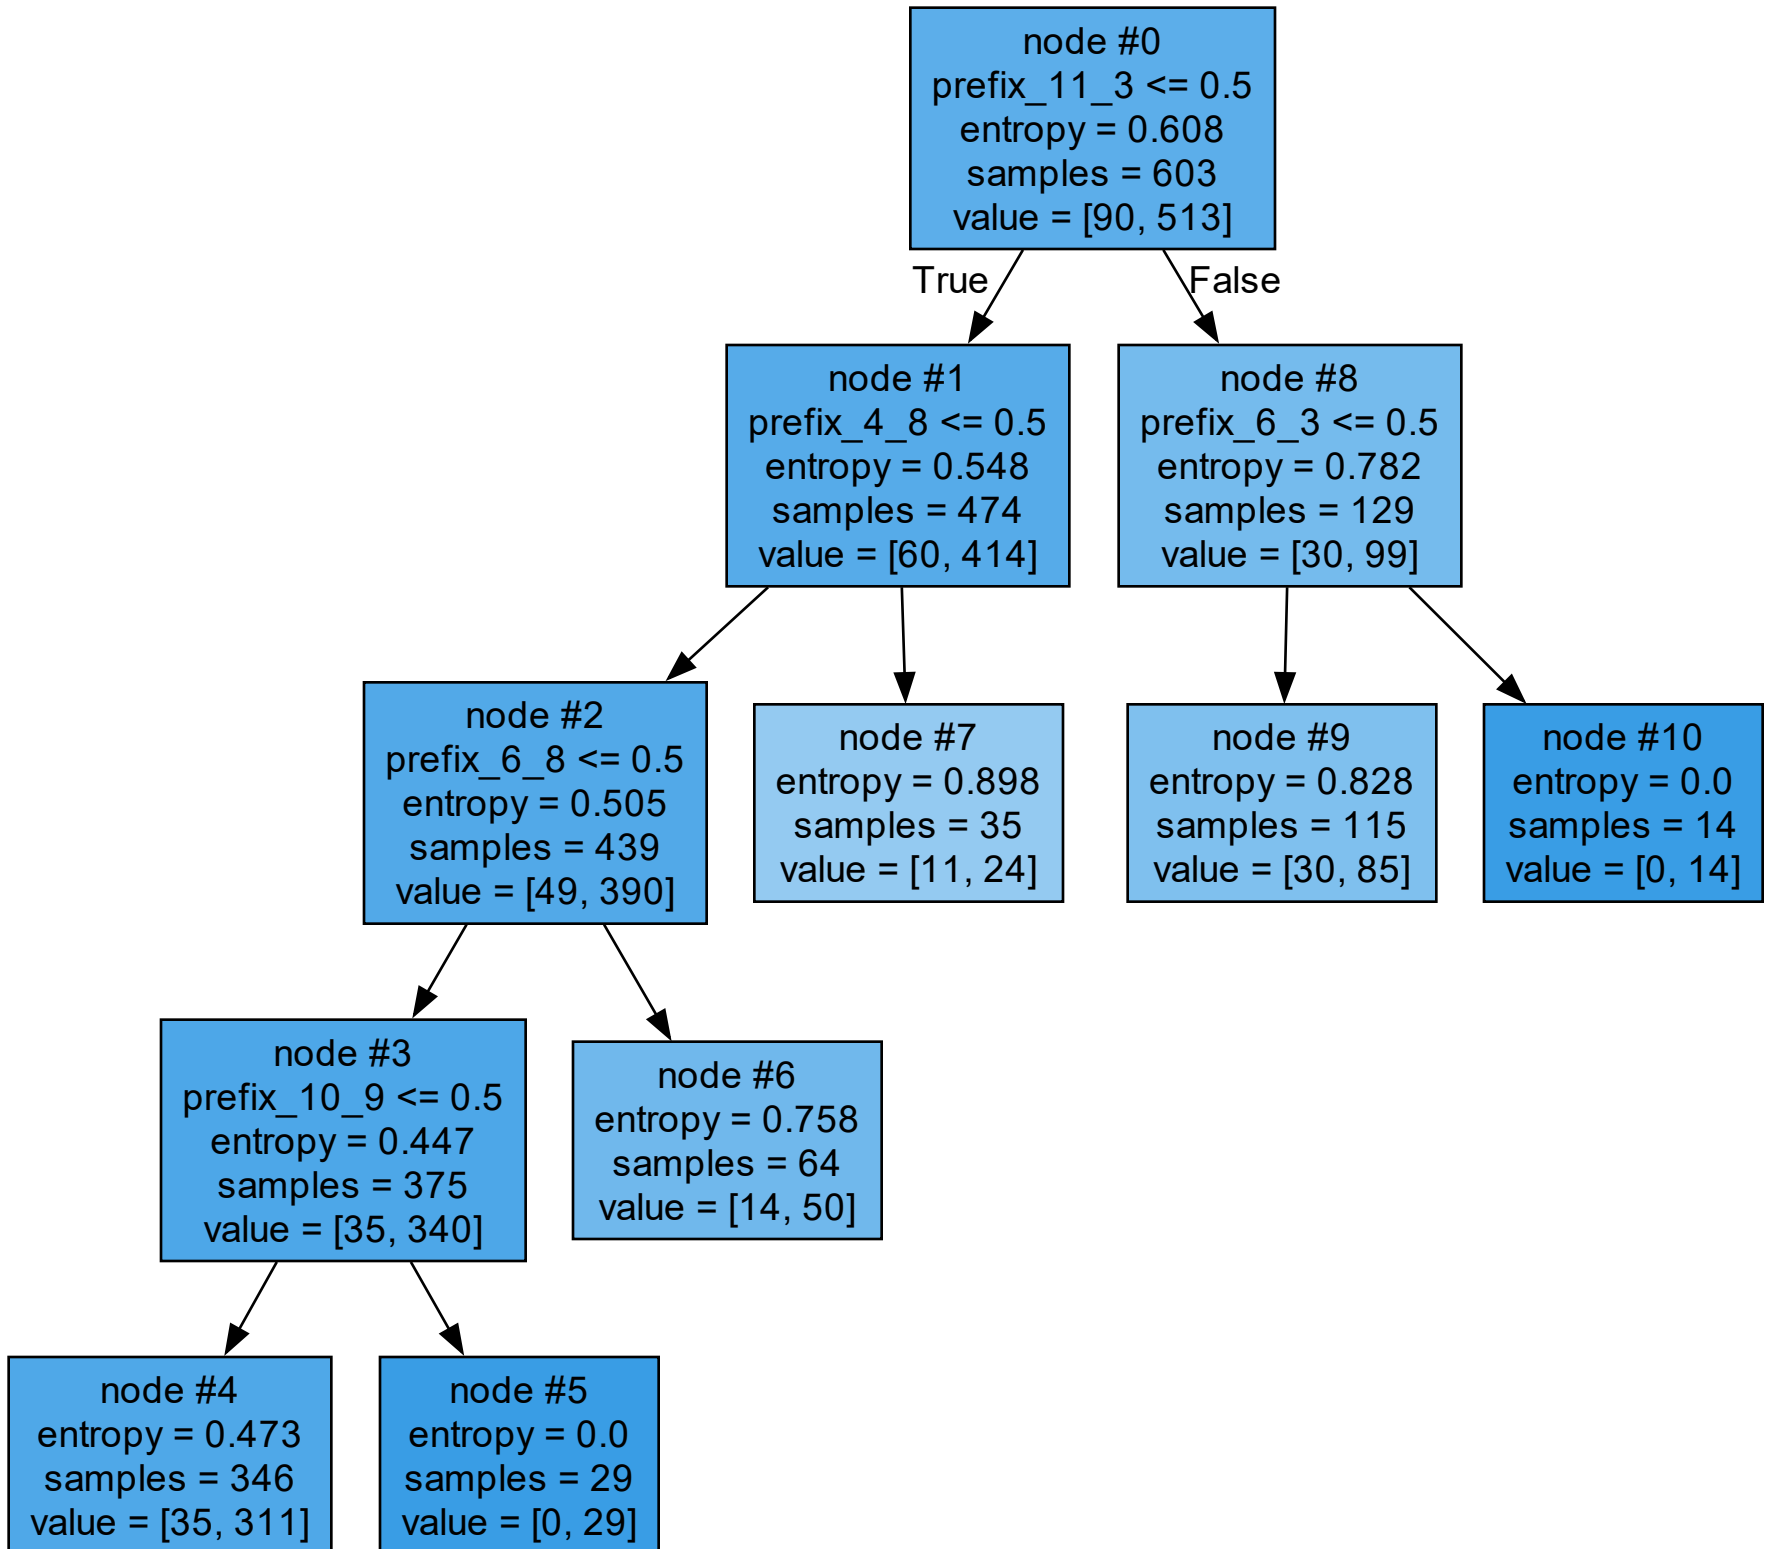 node #0
prefix_11_3 <= 0.5
entropy = 0.608
samples = 603
value = [90, 513]
True
False
node #1
prefix_4_8 <= 0.5
entropy = 0.548
samples = 474
value = [60, 414]
node #8
prefix_6_3 <= 0.5
entropy = 0.782
samples = 129
value = [30, 99]
node #2
prefix_6_8 <= 0.5
entropy = 0.505
samples = 439
value = [49, 390]
node #7
entropy = 0.898
samples = 35
value = [11, 24]
node #9
entropy = 0.828
samples = 115
value = [30, 85]
node #10
entropy = 0.0
samples = 14
value = [0, 14]
node #3
prefix_10_9 <= 0.5
entropy = 0.447
samples = 375
value = [35, 340]
node #6
entropy = 0.758
samples = 64
value = [14, 50]
node #4
entropy = 0.473
samples = 346
value = [35, 311]
node #5
entropy = 0.0
samples = 29
value = [0, 29]